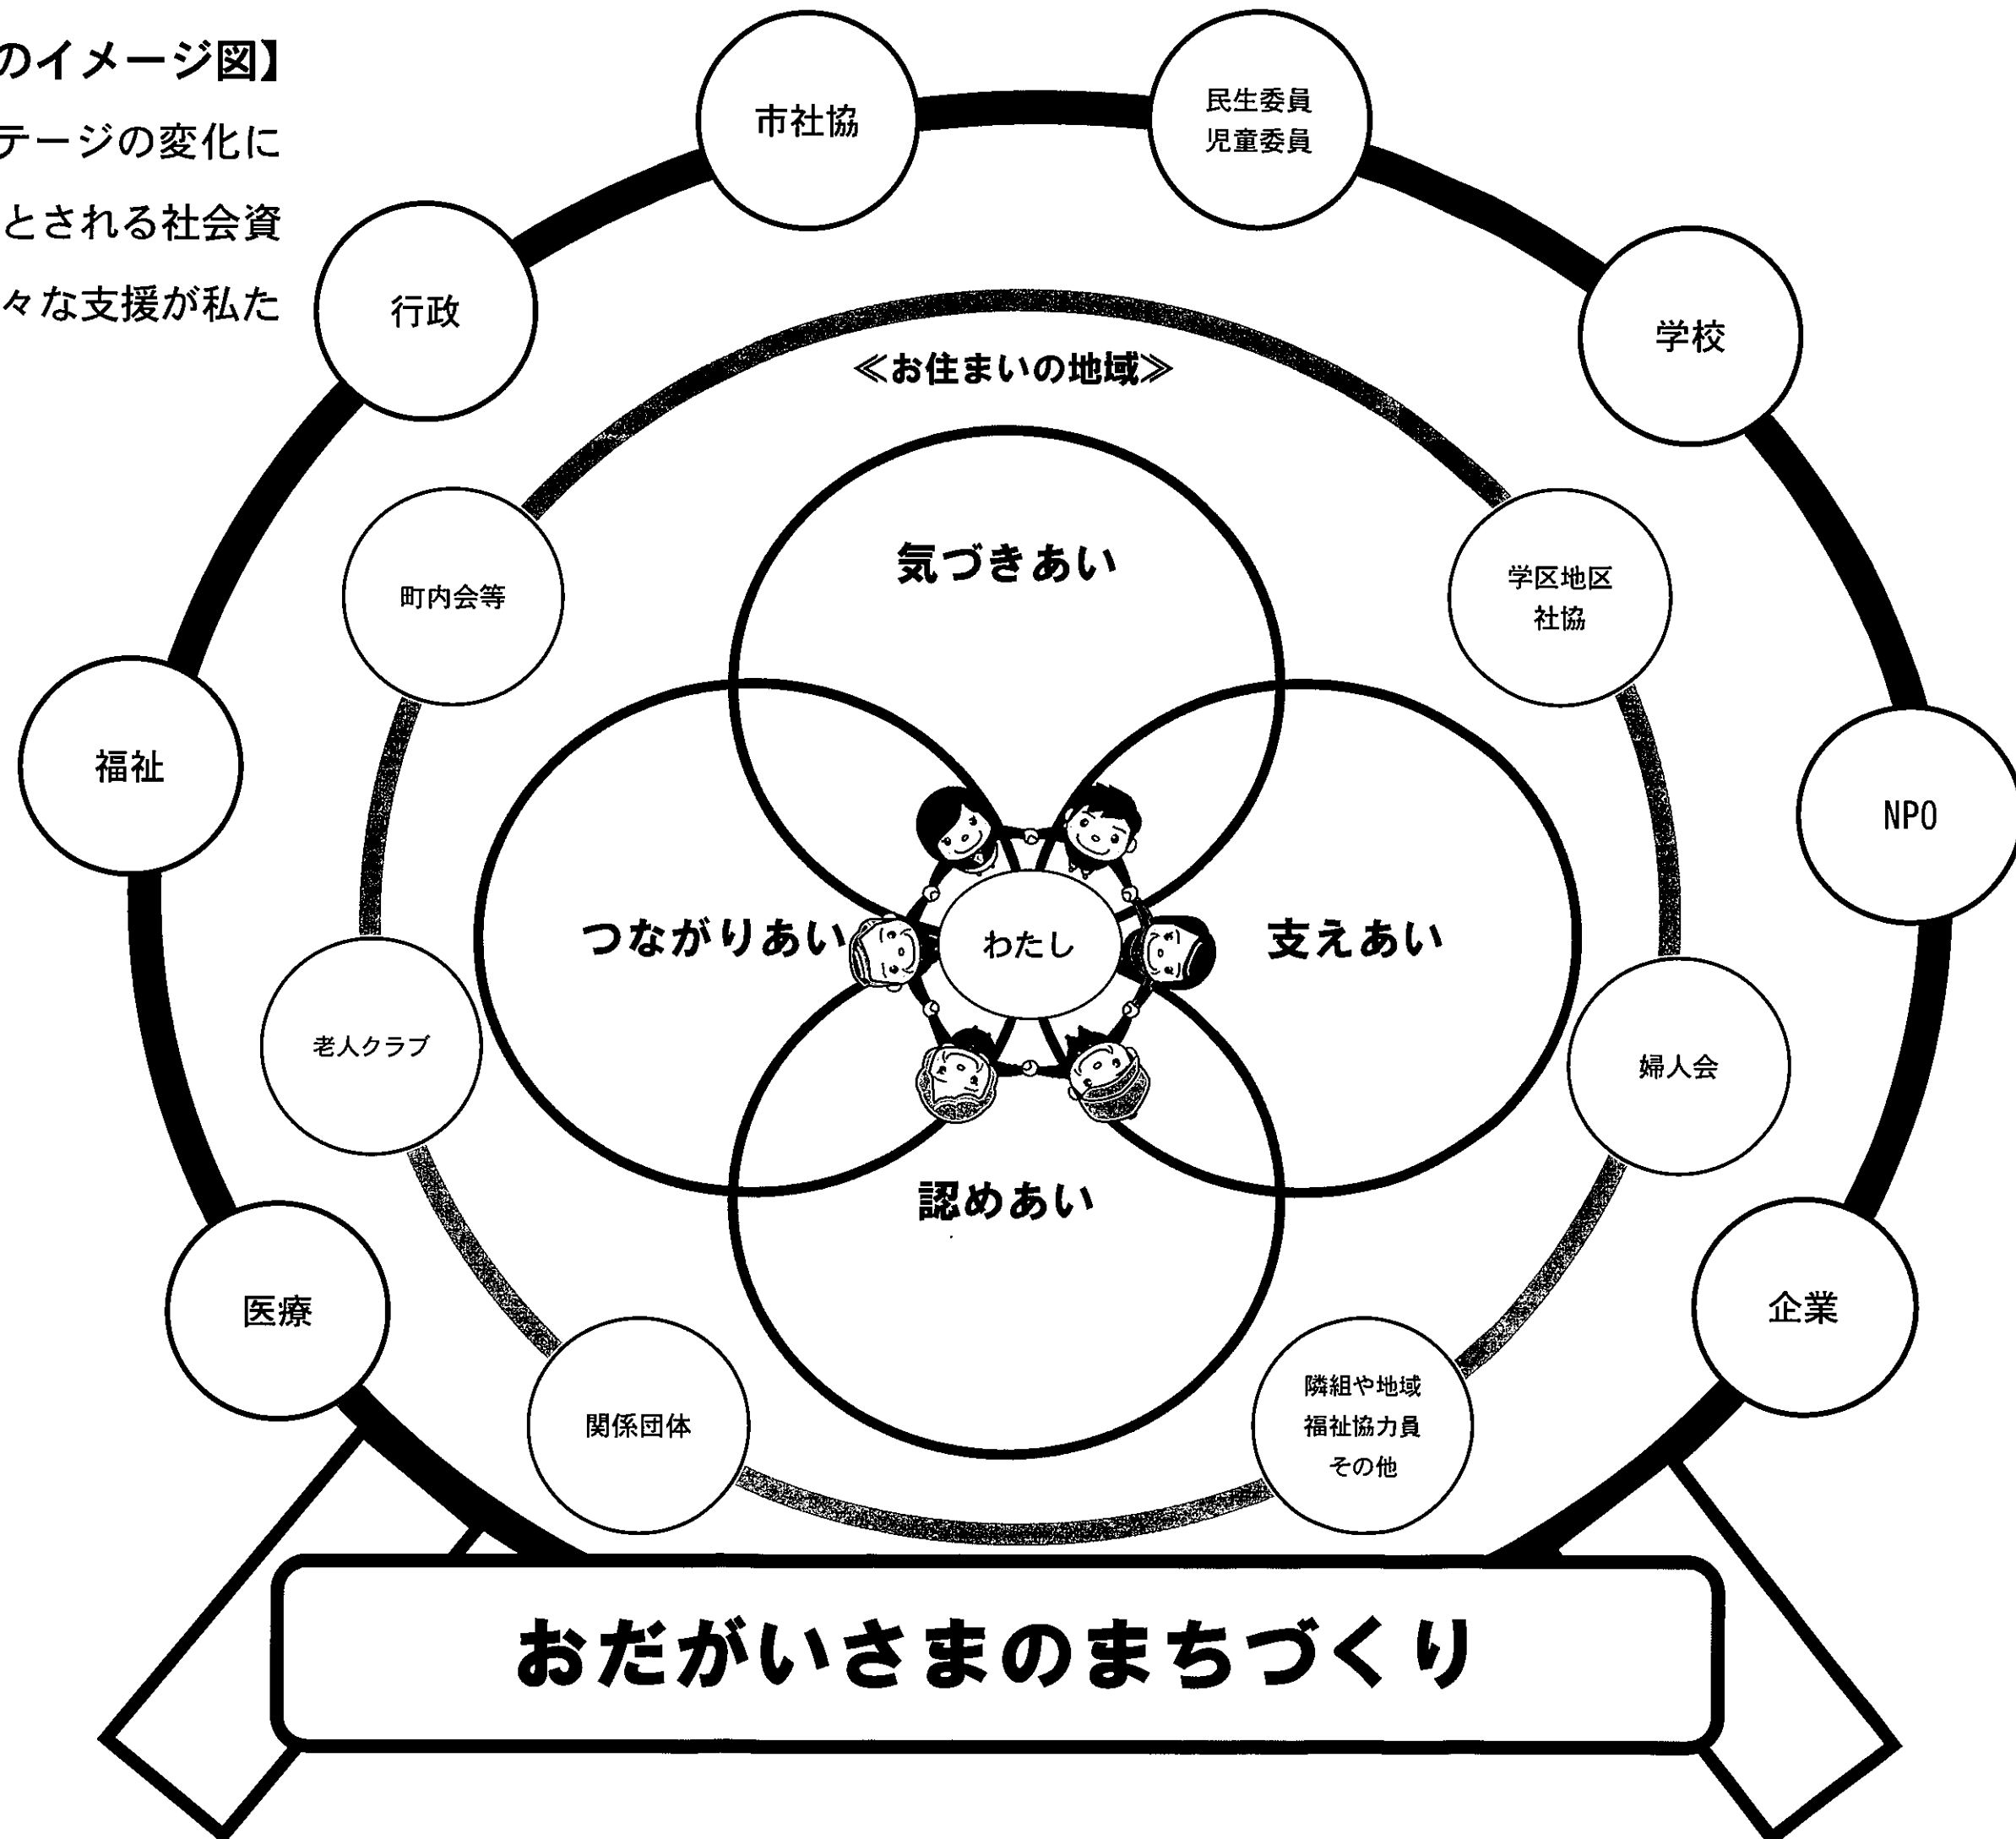 のイメージ図】
テージの変化に
とされる社会資
々な支援が私た
市社協
民生委員
児童委員
行政
学校
≪お住まいの地域≫
気づきあい
町内会等
学区地区
社協
福祉
NPO
つながりあい
わたし
支えあい
老人クラブ
婦人会
認めあい
医療
企業
関係団体
隣組や地域
福祉協力員
その他
おだがいさまのまちづくり